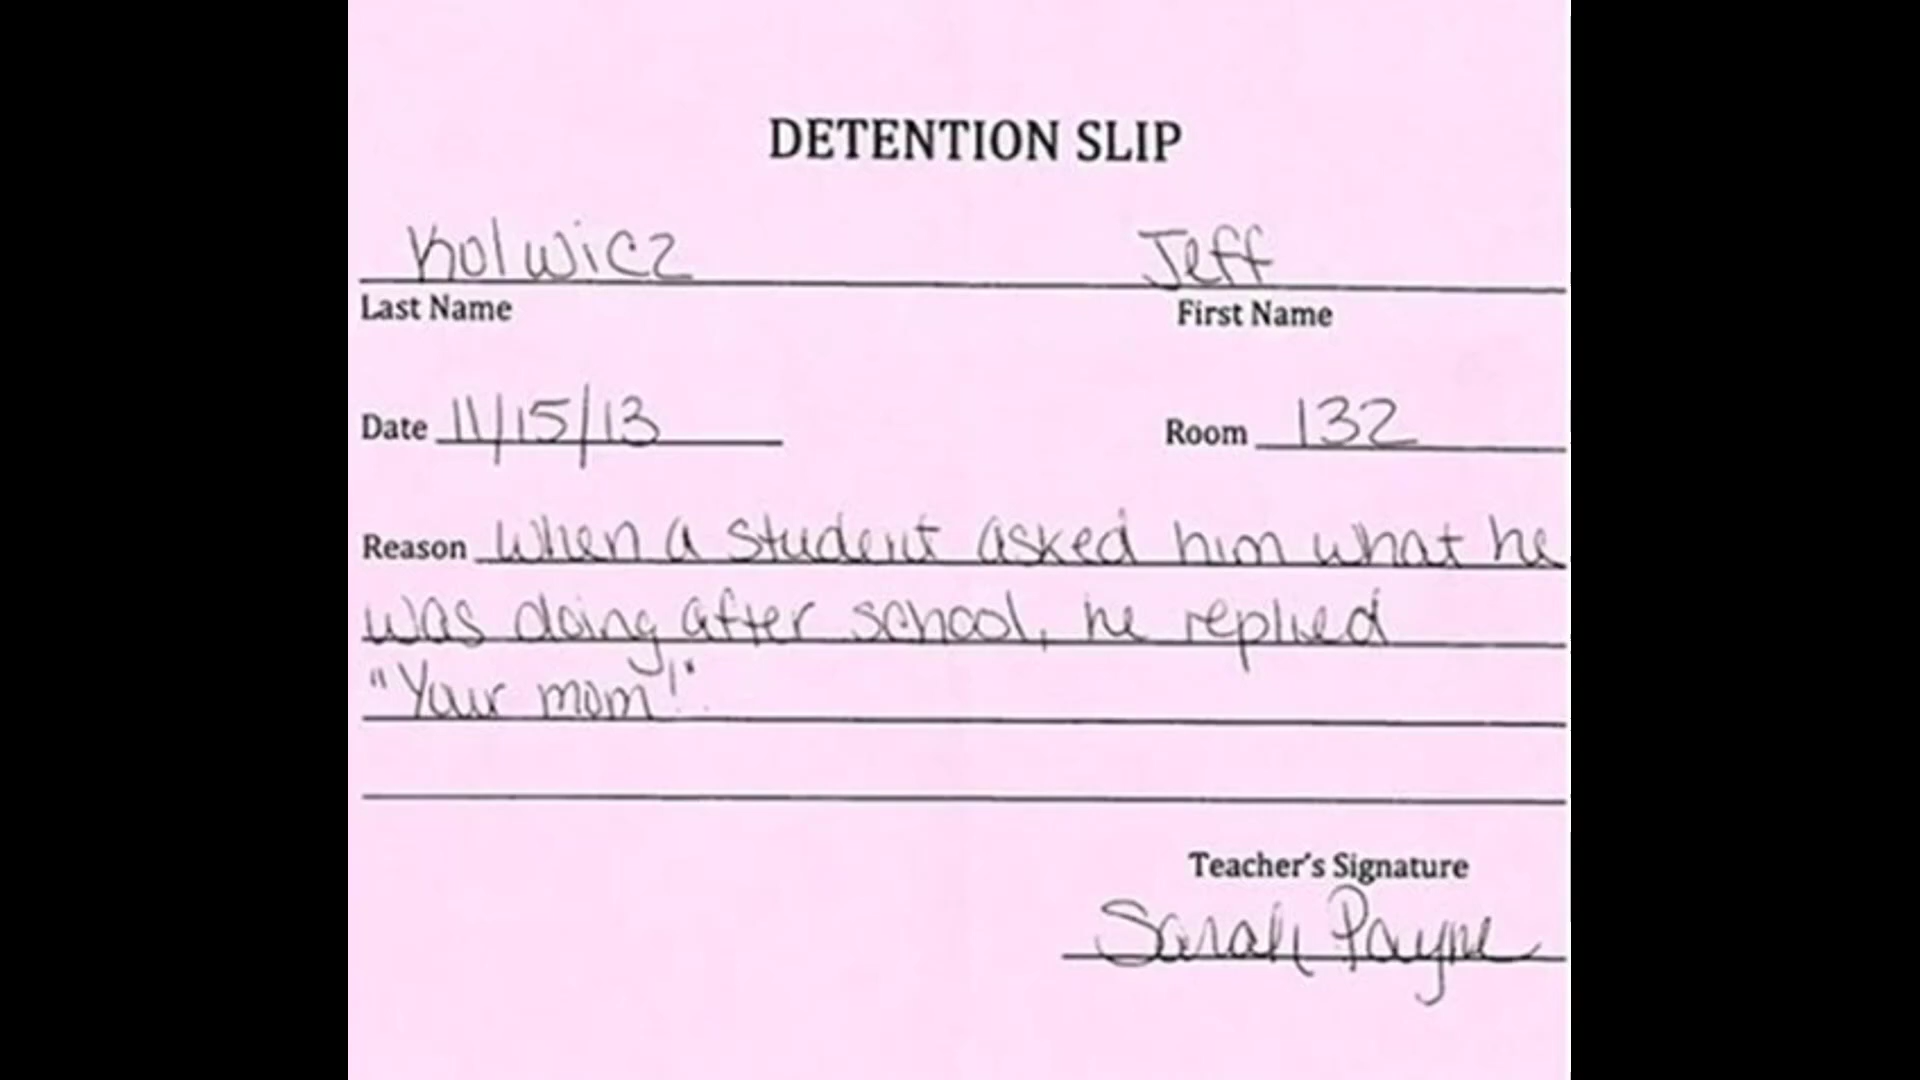 DETENTION SLIP
Kolwicz Jeff
Last Name First Name
Date 11/15/13 Room 132
Reason When a student asked him what he
was doing after school, he replied
"Your mom!"
Teacher's Signature
Sarah Payne